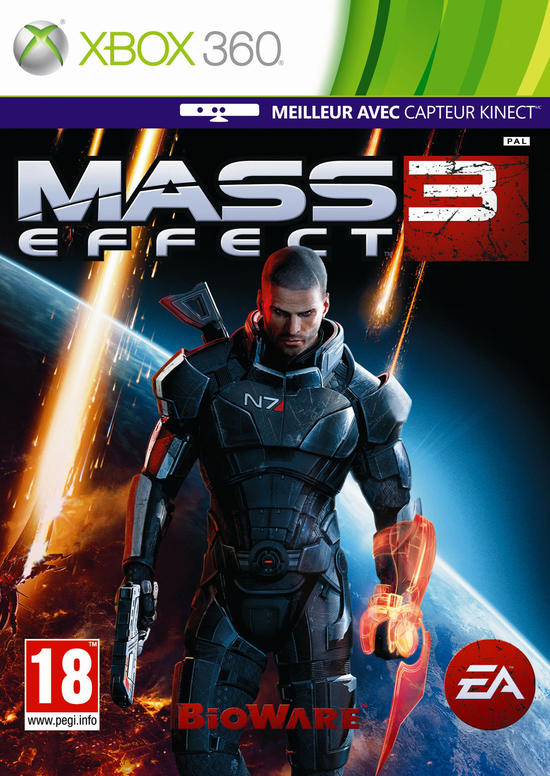 XBOX 360.
MEILLEUR AVEC CAPTEUR KINECT
PAL
MASS 3
EFFECT
N7
18
www.pegi.info
BIOWARE
EA